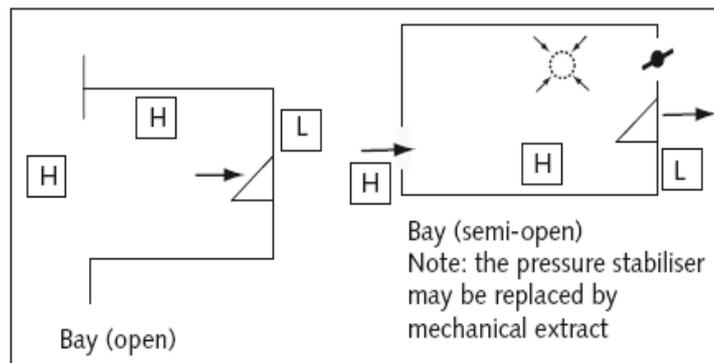 H
L
H
H
H
L
Bay (open)
Bay (semi-open)
Note: the pressure stabiliser
may be replaced by
mechanical extract